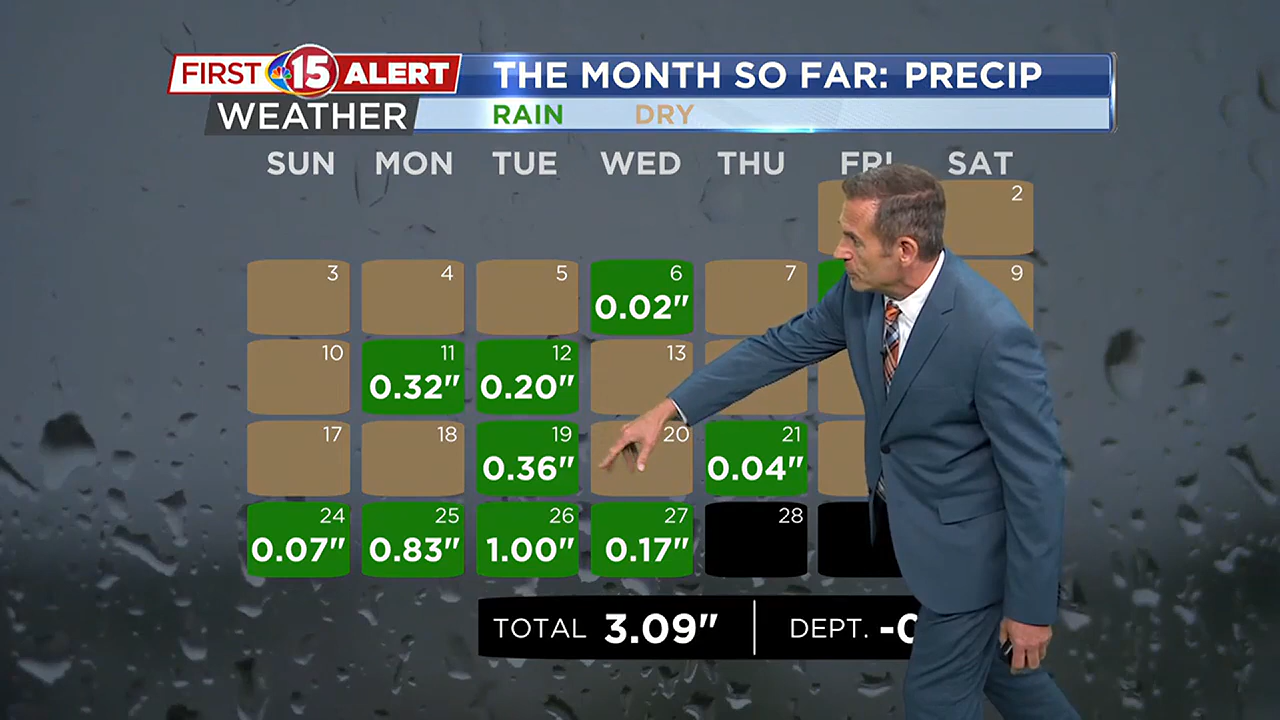 FIRST 15 ALERT
WEATHER
THE MONTH SO FAR: PRECIP
RAIN DRY
SUN MON TUE WED THU FRI SAT
2
3 4 5 6 7 9
0.02"
10 11 12 13
0.32" 0.20"
17 18 19 20 21
0.36" 0.04"
24 25 26 27 28
0.07" 0.83" 1.00" 0.17"
TOTAL 3.09" DEPT. -0